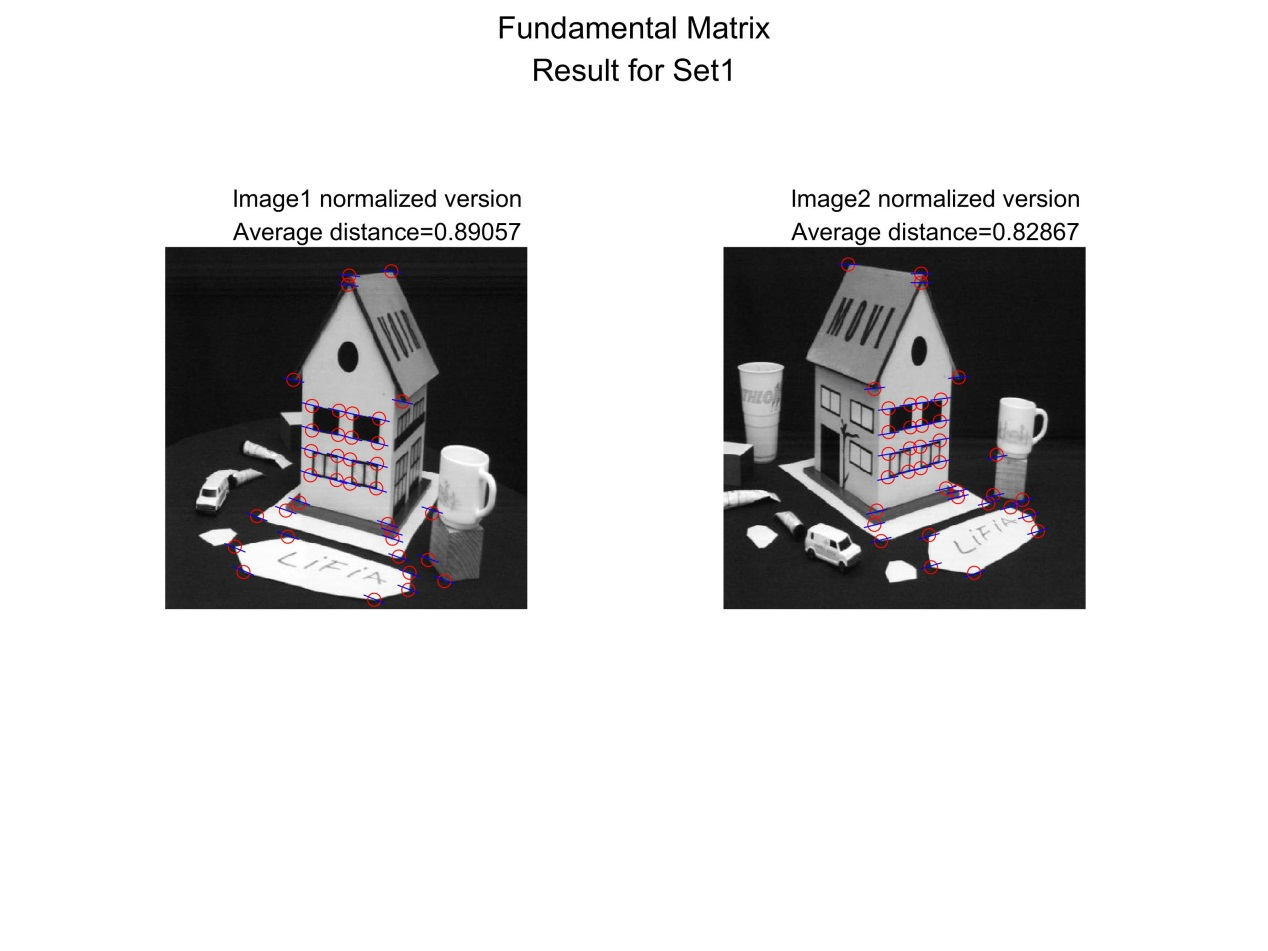 Fundamental Matrix
Result for Set1
Image1 normalized version
Average distance=0.89057
Image2 normalized version
Average distance=0.82867
VOIR
LiFiA
MOVI
LiFiA